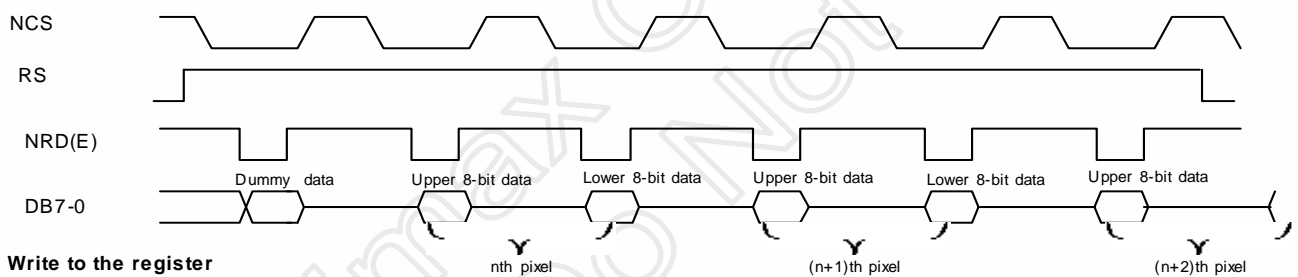 NCS
RS
NRD(E)
Dummy data Upper 8-bit data Lower 8-bit data Upper 8-bit data Lower 8-bit data Upper 8-bit data
DB7-0
Write to the register nth pixel (n+1)th pixel (n+2)th pixel